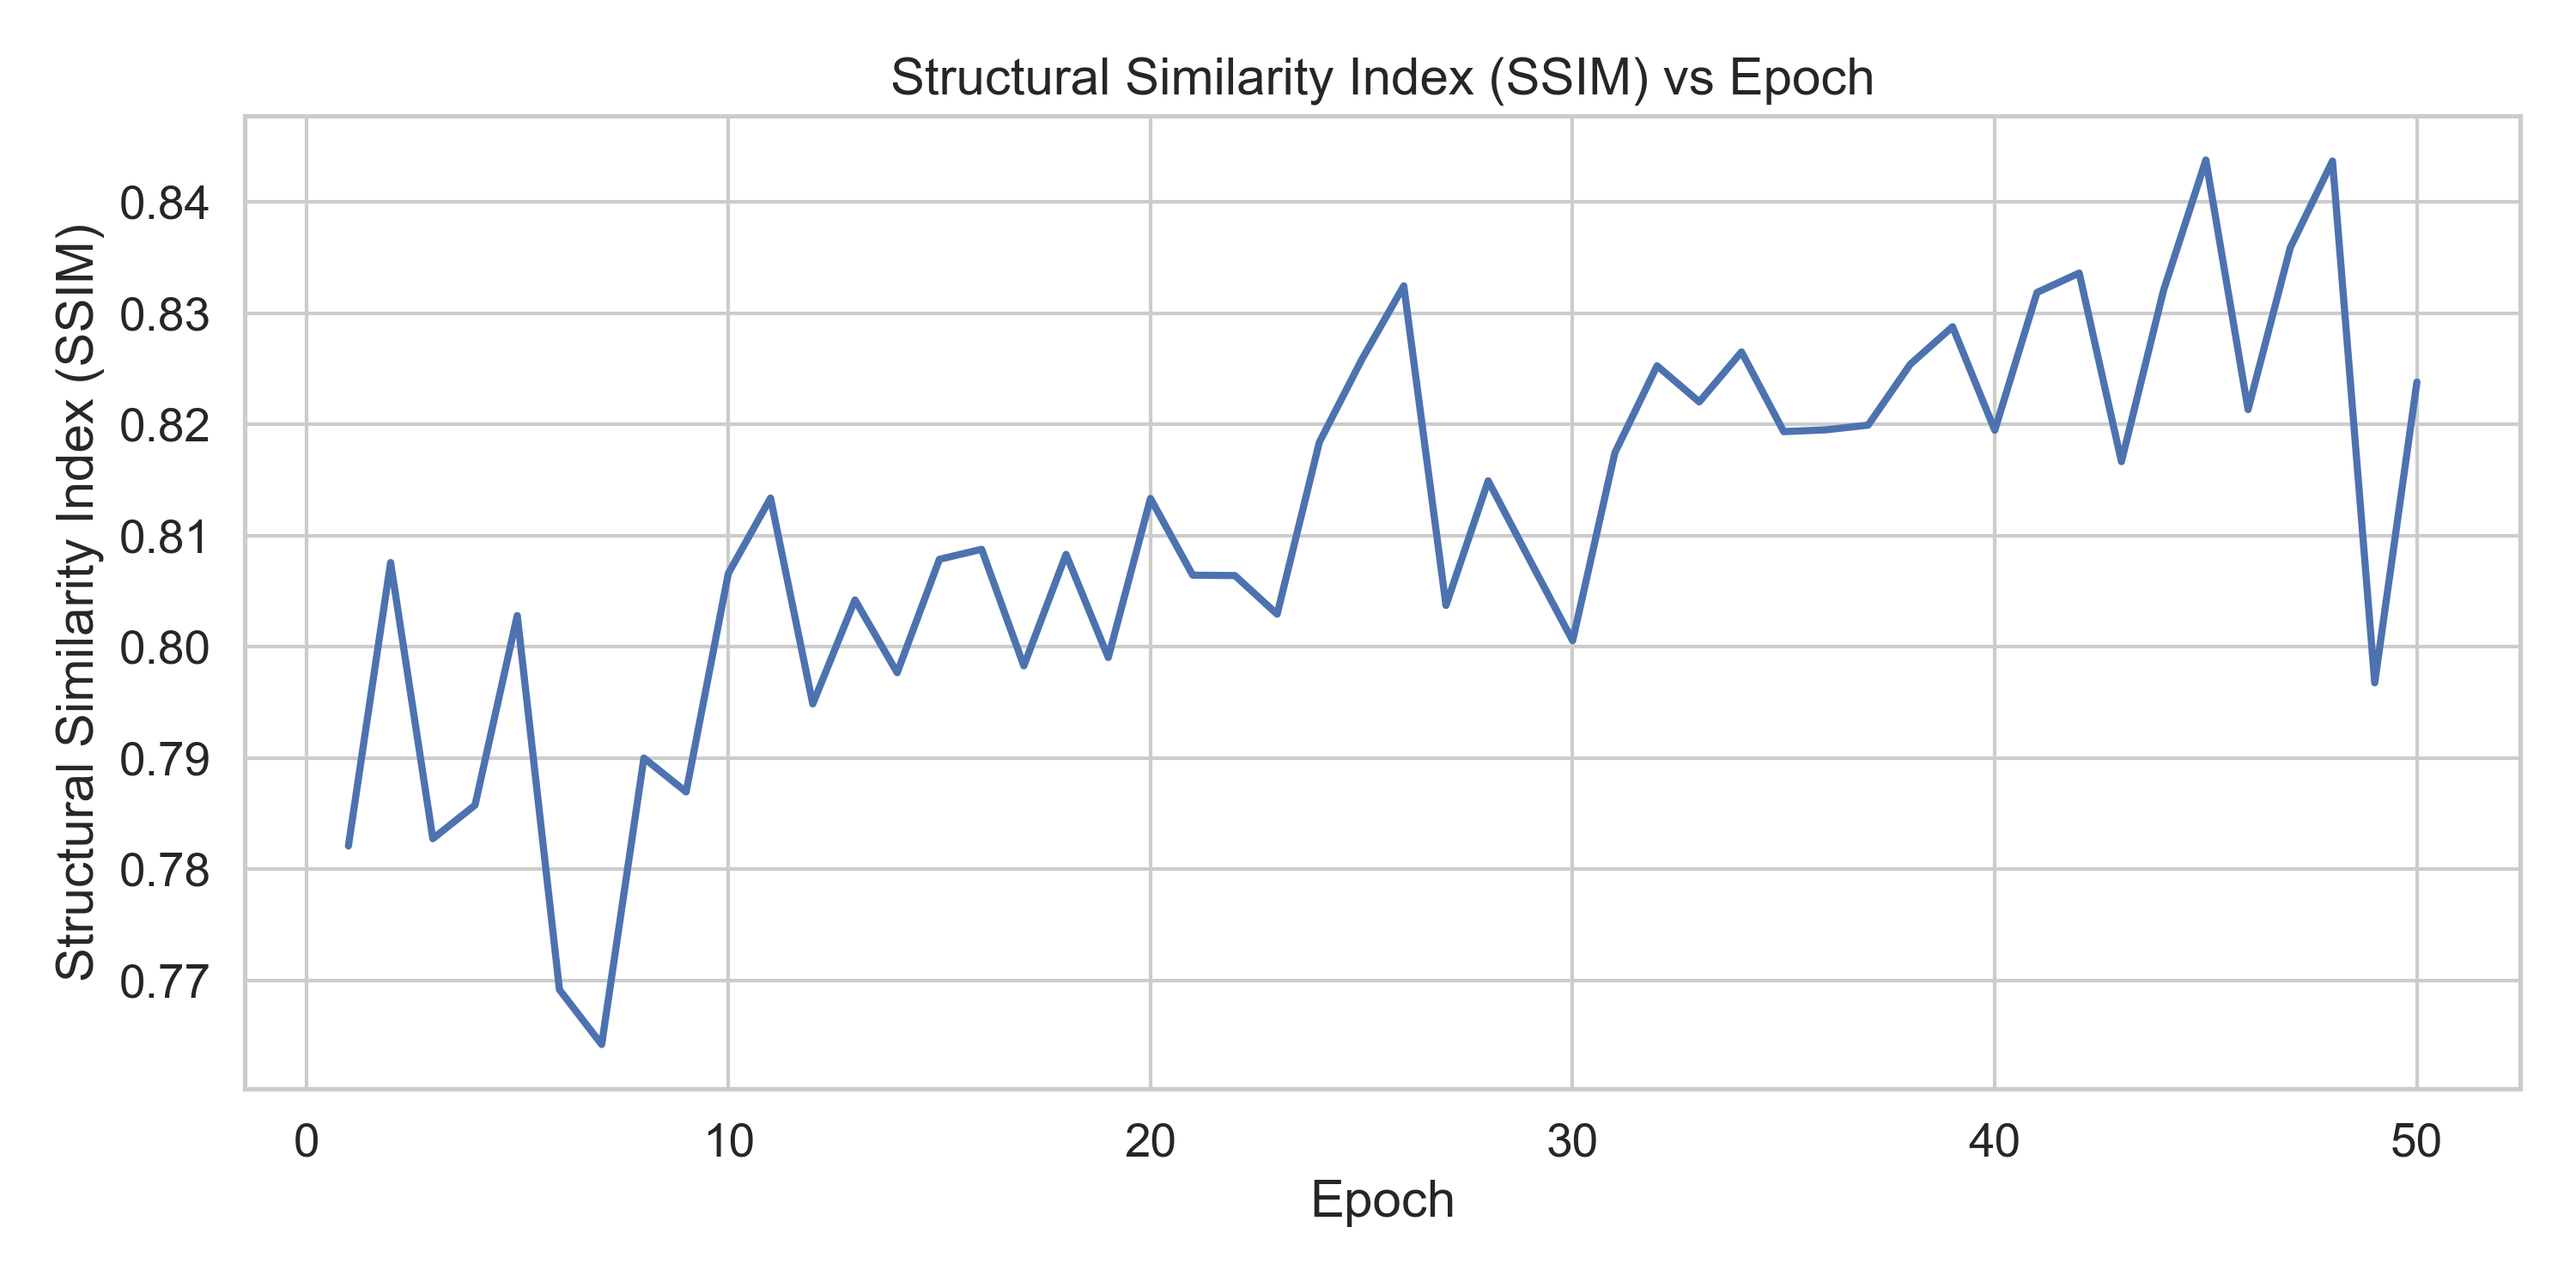 Structural Similarity Index (SSIM) vs Epoch
Structural Similarity Index (SSIM)
0.84
0.83
0.82
0.81
0.80
0.79
0.78
0.77
0 10 20 30 40 50
Epoch